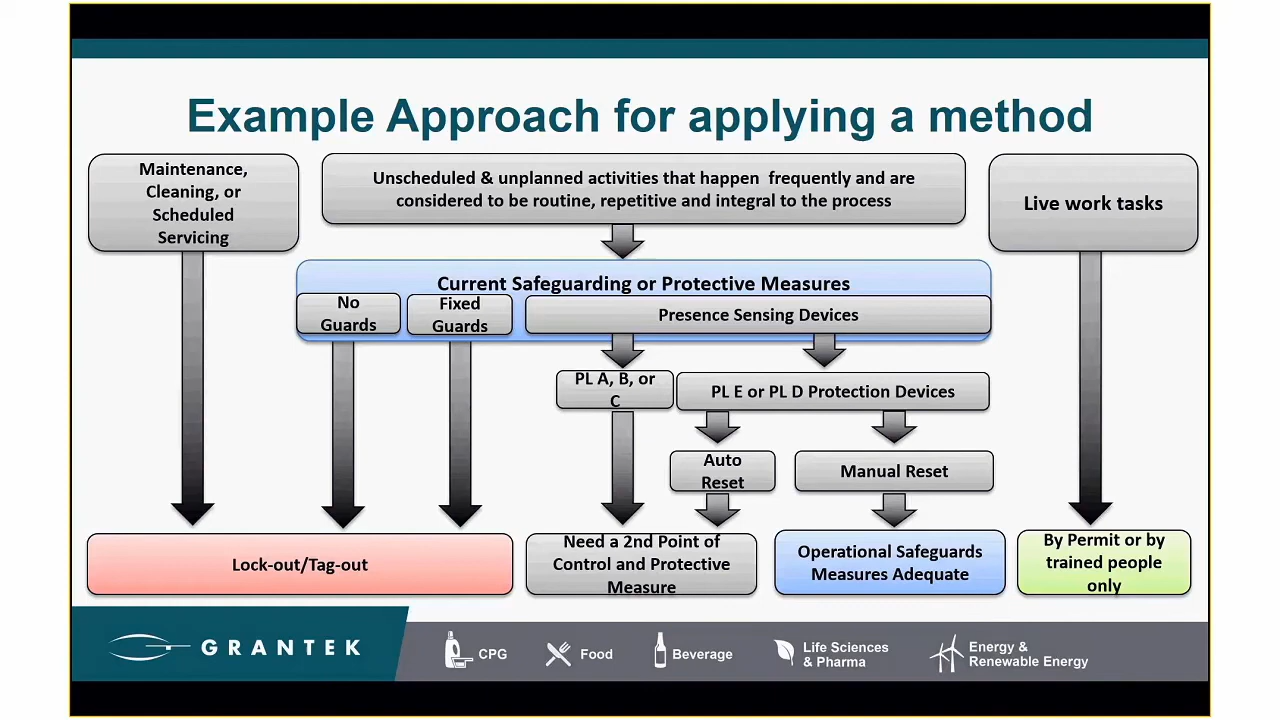 Example Approach for applying a method
Maintenance,
Cleaning, or
Scheduled
Servicing
Unscheduled & unplanned activities that happen frequently and are
considered to be routine, repetitive and integral to the process
Live work tasks
Current Safeguarding or Protective Measures
No
Guards
Fixed
Guards
Presence Sensing Devices
PL A, B, or
C
PL E or PL D Protection Devices
Auto
Reset
Manual Reset
Lock-out/Tag-out
Need a 2nd Point of
Control and Protective
Measure
Operational Safeguards
Measures Adequate
By Permit or by
trained people
only
GRANTEK
CPG
Food
Beverage
Life Sciences
& Pharma
Energy &
Renewable Energy